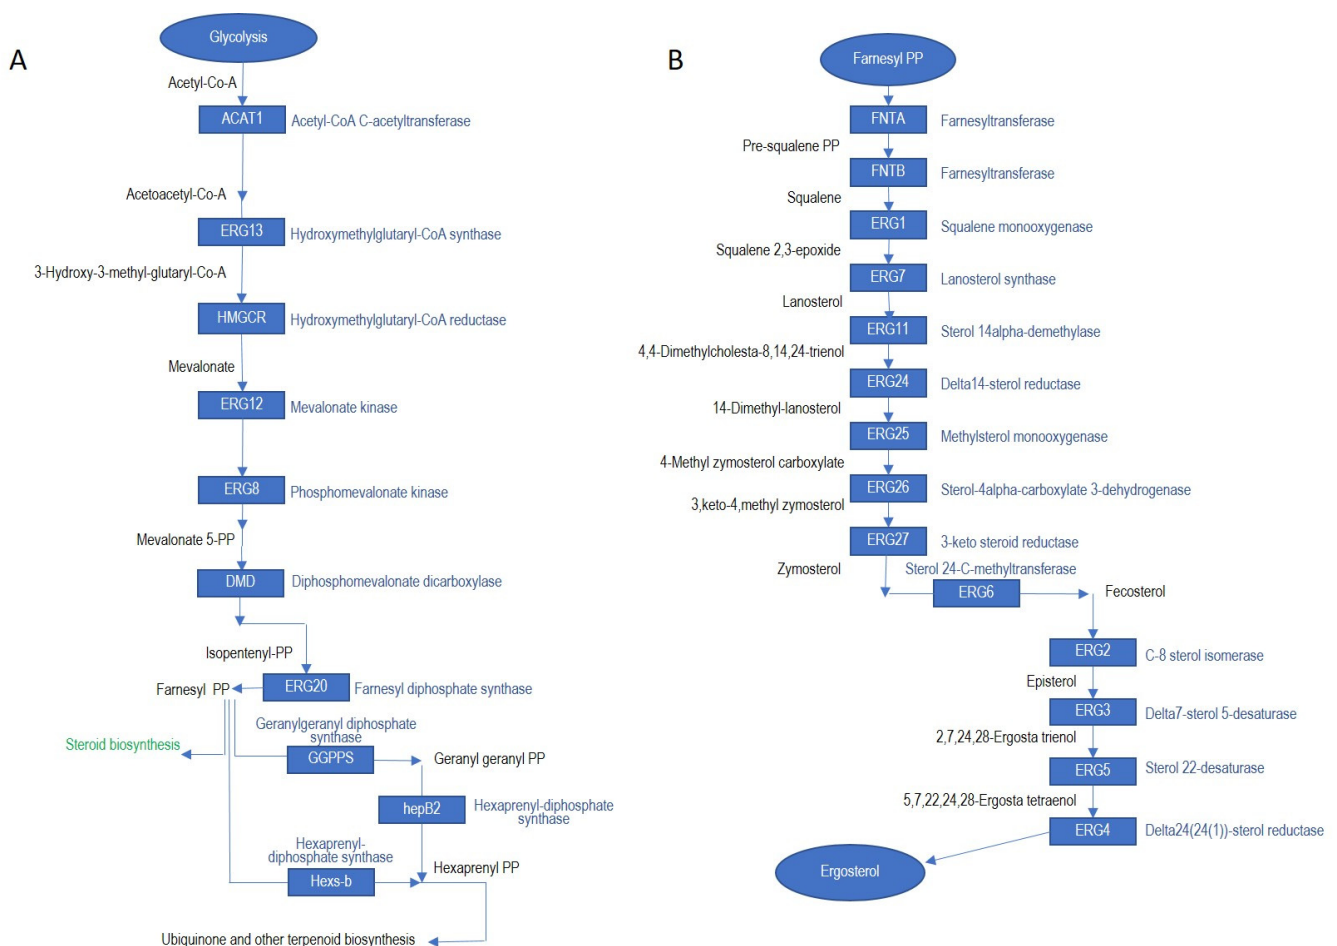 A
Glycolysis
Acetyl-Co-A
ACAT1
Acetyl-CoA C-acetyltransferase
Acetoacetyl-Co-A
ERG13
Hydroxymethylglutaryl-CoA synthase
3-Hydroxy-3-methyl-glutaryl-Co-A
HMGCR
Hydroxymethylglutaryl-CoA reductase
Mevalonate
ERG12
Mevalonate kinase
ERG8
Phosphomevalonate kinase
Mevalonate 5-PP
DMD
Diphosphomevalonate dicarboxylase
Isopentenyl-PP
Farnesyl PP
ERG20
Farnesyl diphosphate synthase
Steroid biosynthesis
Geranylgeranyl diphosphate
synthase
GGPPS
Geranyl geranyl PP
hepB2
Hexaprenyl-diphosphate
synthase
Hexaprenyl-
diphosphate synthase
Hexs-b
Hexaprenyl PP
Ubiquinone and other terpenoid biosynthesis
B
Farnesyl PP
FNTA
Farnesyltransferase
Pre-squalene PP
FNTB
Farnesyltransferase
Squalene
ERG1
Squalene monooxygenase
Squalene 2,3-epoxide
ERG7
Lanosterol synthase
Lanosterol
ERG11
Sterol 14alpha-demethylase
4,4-Dimethylcholesta-8,14,24-trienol
ERG24
Delta14-sterol reductase
14-Dimethyl-lanosterol
ERG25
Methylsterol monooxygenase
4-Methyl zymosterol carboxylate
ERG26
Sterol-4alpha-carboxylate 3-dehydrogenase
3,keto-4,methyl zymosterol
ERG27
3-keto steroid reductase
Zymosterol
Sterol 24-C-methyltransferase
ERG6
Fecosterol
ERG2
C-8 sterol isomerase
Episterol
ERG3
Delta7-sterol 5-desaturase
2,7,24,28-Ergosta trienol
ERG5
Sterol 22-desaturase
5,7,22,24,28-Ergosta tetraenol
ERG4
Delta24(24(1))-sterol reductase
Ergosterol